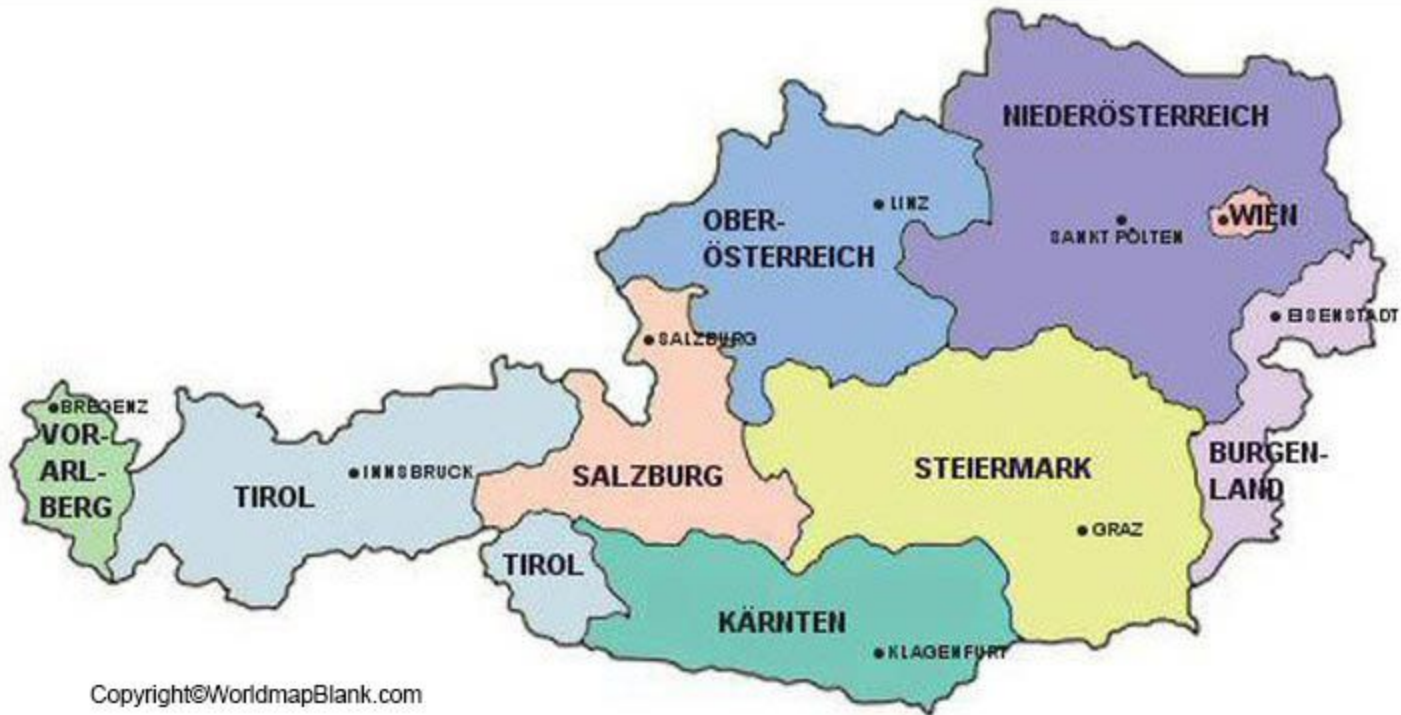 NIEDERÖSTERREICH
LINZ
OBER-
ÖSTERREICH
WIEN
SANKT PÖLTEN
EISENSTADT
SALZBURG
BREGENZ
VOR-
ARL-
BERG
TIROL
INNSBRUCK
SALZBURG
STEIERMARK
BURGEN-
LAND
GRAZ
TIROL
KÄRNTEN
KLAGENFURT
Copyright©WorldmapBlank.com